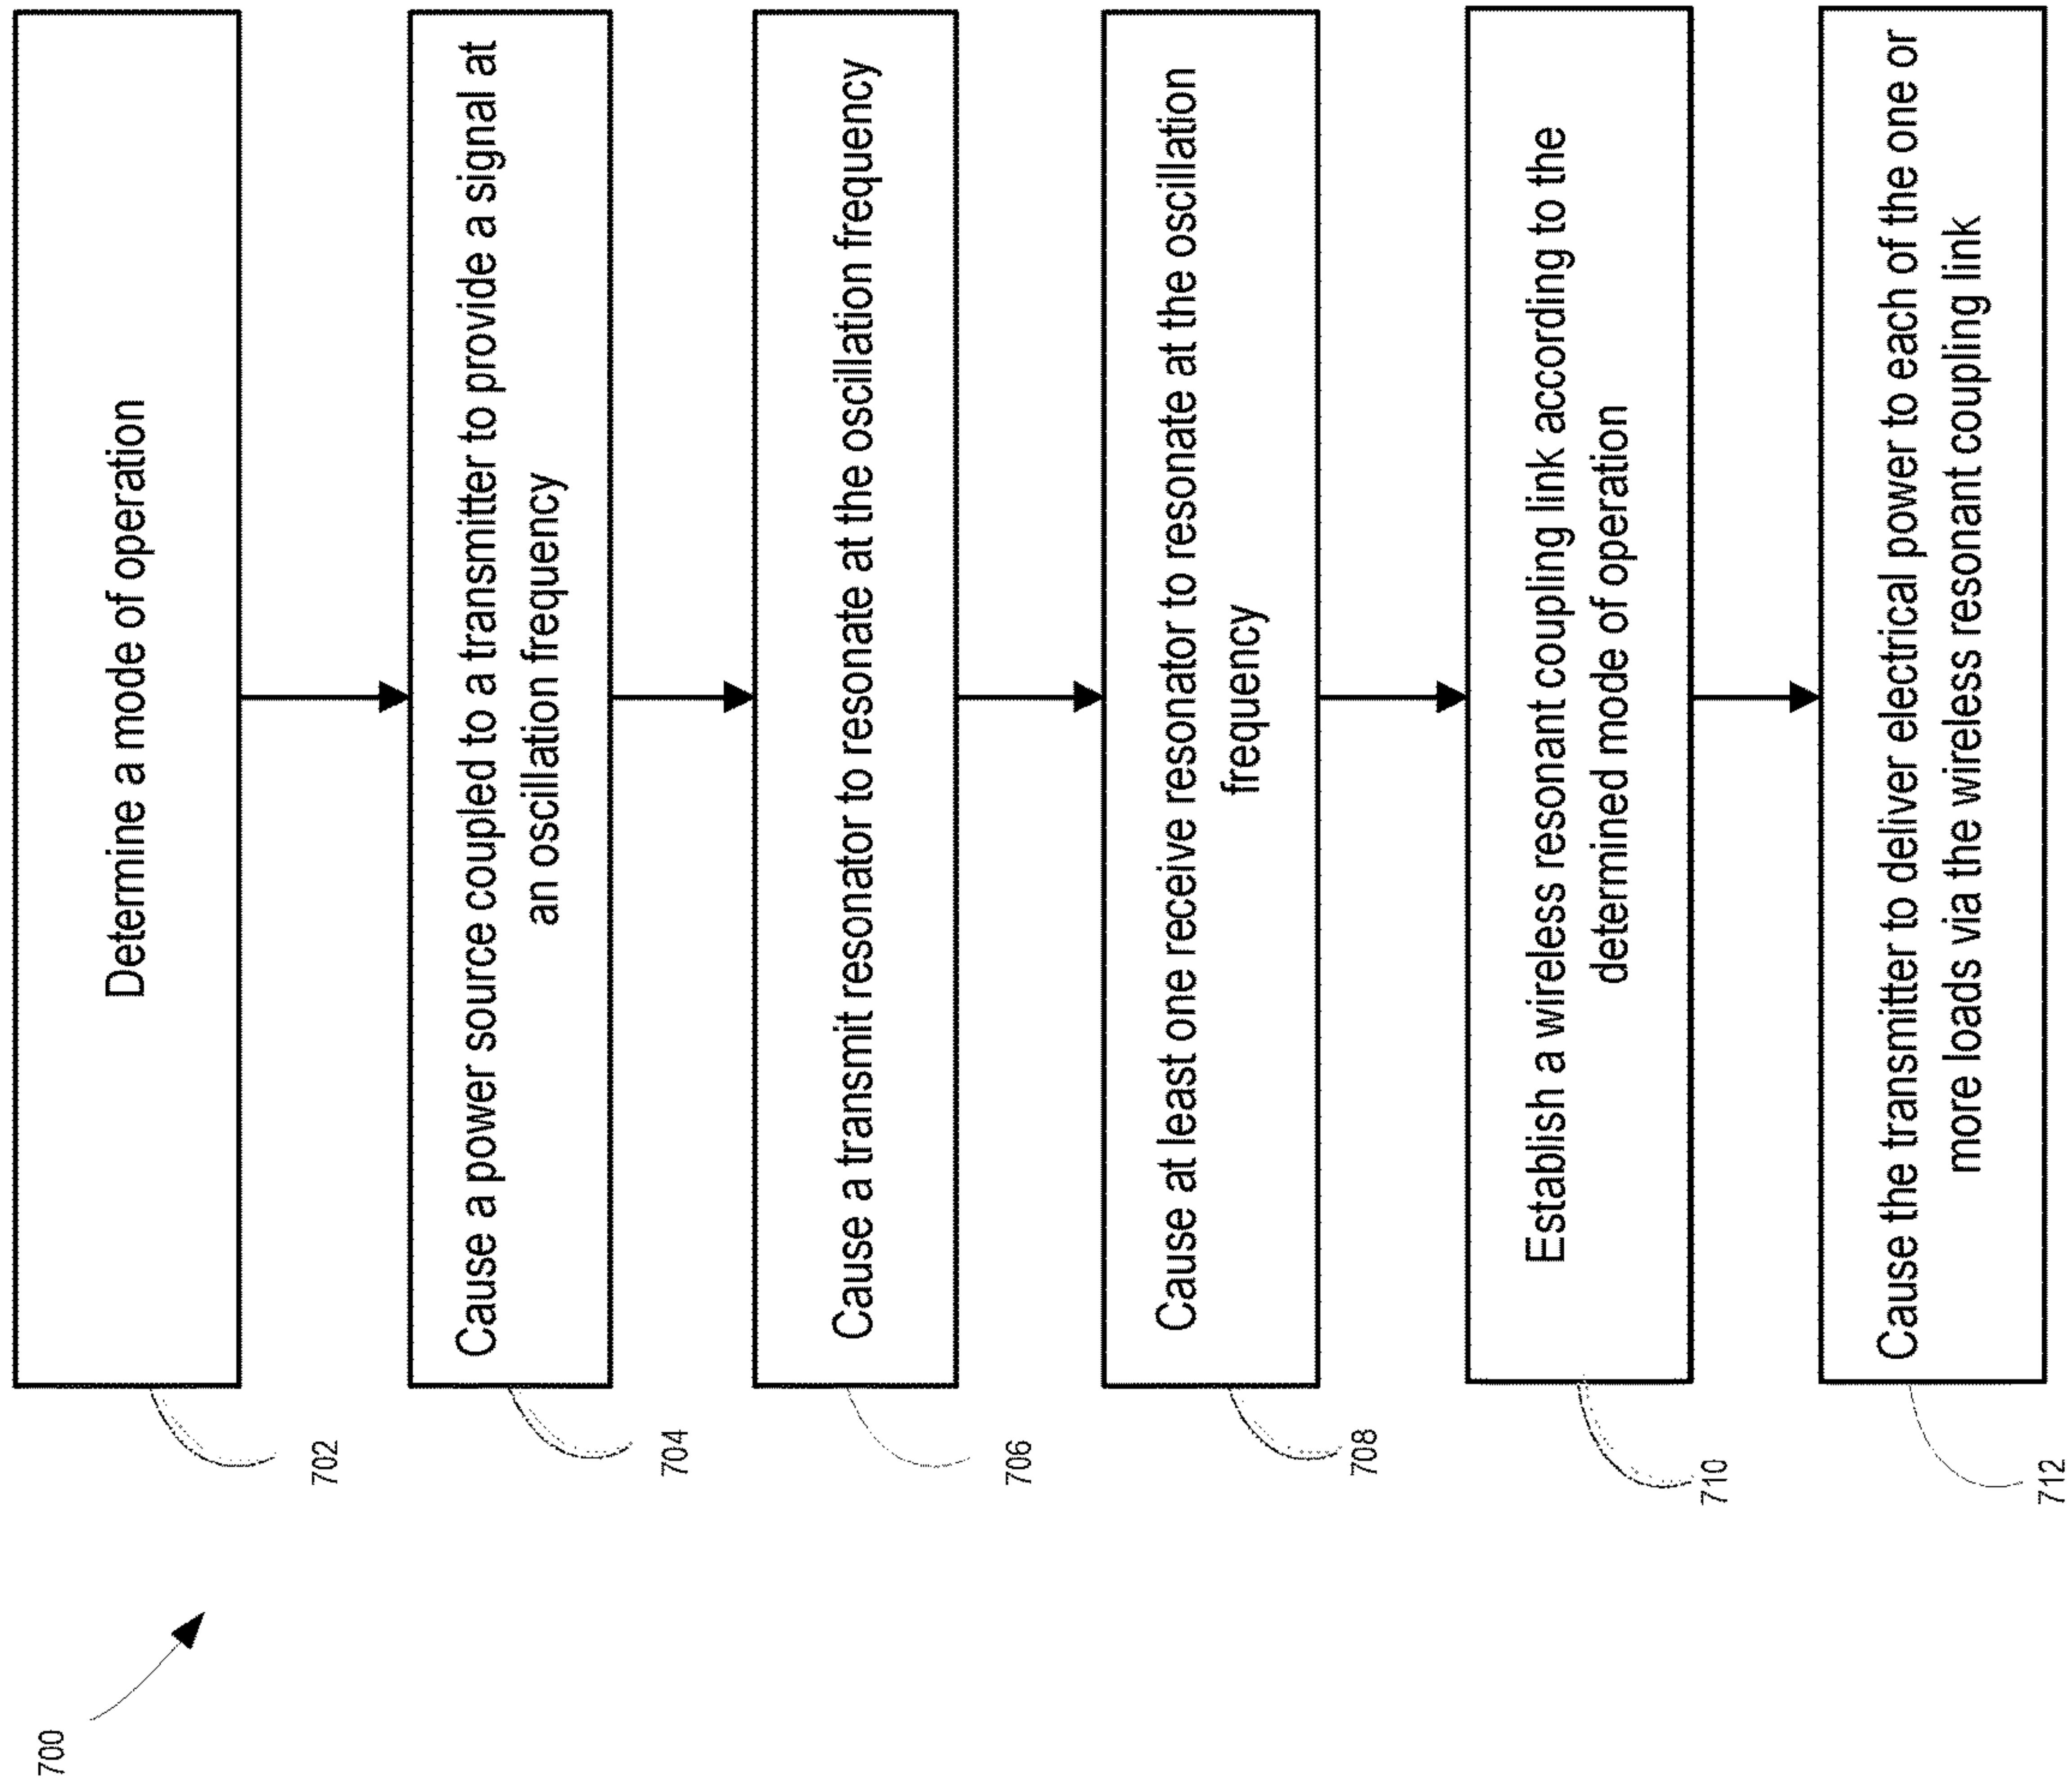 700
Determine a mode of operation
702
Cause a power source coupled to a transmitter to provide a signal at
an oscillation frequency
704
Cause a transmit resonator to resonate at the oscillation frequency
706
Cause at least one receive resonator to resonate at the oscillation
frequency
708
Establish a wireless resonant coupling link according to the
determined mode of operation
710
Cause the transmitter to deliver electrical power to each of the one or
more loads via the wireless resonant coupling link
712